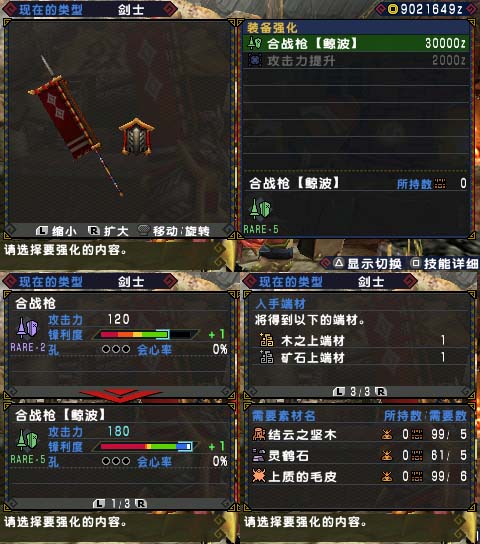 现在的类型 剑士
9021649z
装备强化
合战枪【鲸波】 30000z
攻击力提升 2000z
合战枪【鲸波】 所持数 0
RARE-5
L 缩小 R 扩大 移动/旋转
请选择要强化的内容。
△显示切换 □技能详细
现在的类型 剑士
合战枪
攻击力 120
锋利度 +1
RARE-2
孔 会心率 0%
合战枪【鲸波】
攻击力 180
锋利度 +1
RARE-5
孔 会心率 0%
L 1/3 R
请选择要强化的内容。
现在的类型 剑士
入手端材
将得到以下的端材。
木之上端材 1
矿石上端材 1
L 3/3 R
需要素材名 所持数/需要数
结云之坚木 0 99/ 5
灵鹤石 0 61/ 5
上质的毛皮 0 99/ 6
请选择要强化的内容。